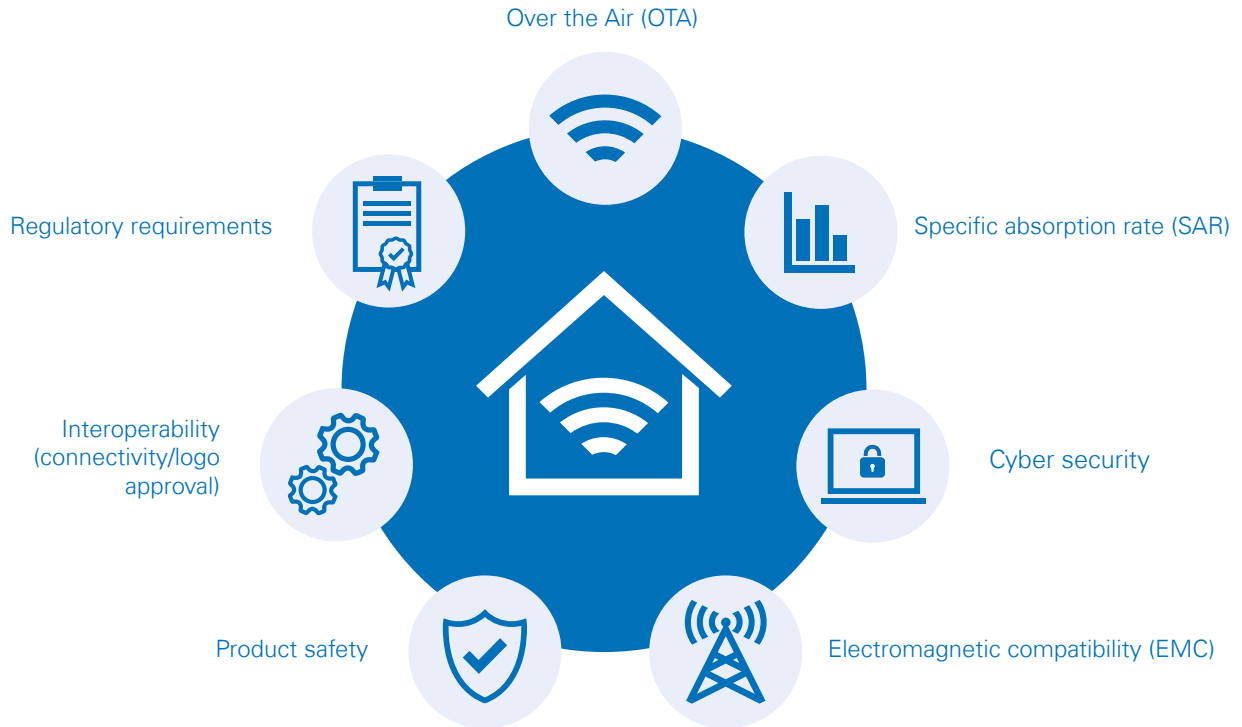 Over the Air (OTA)
Regulatory requirements
Specific absorption rate (SAR)
Interoperability
(connectivity/logo
approval)
Cyber security
Product safety
Electromagnetic compatibility (EMC)